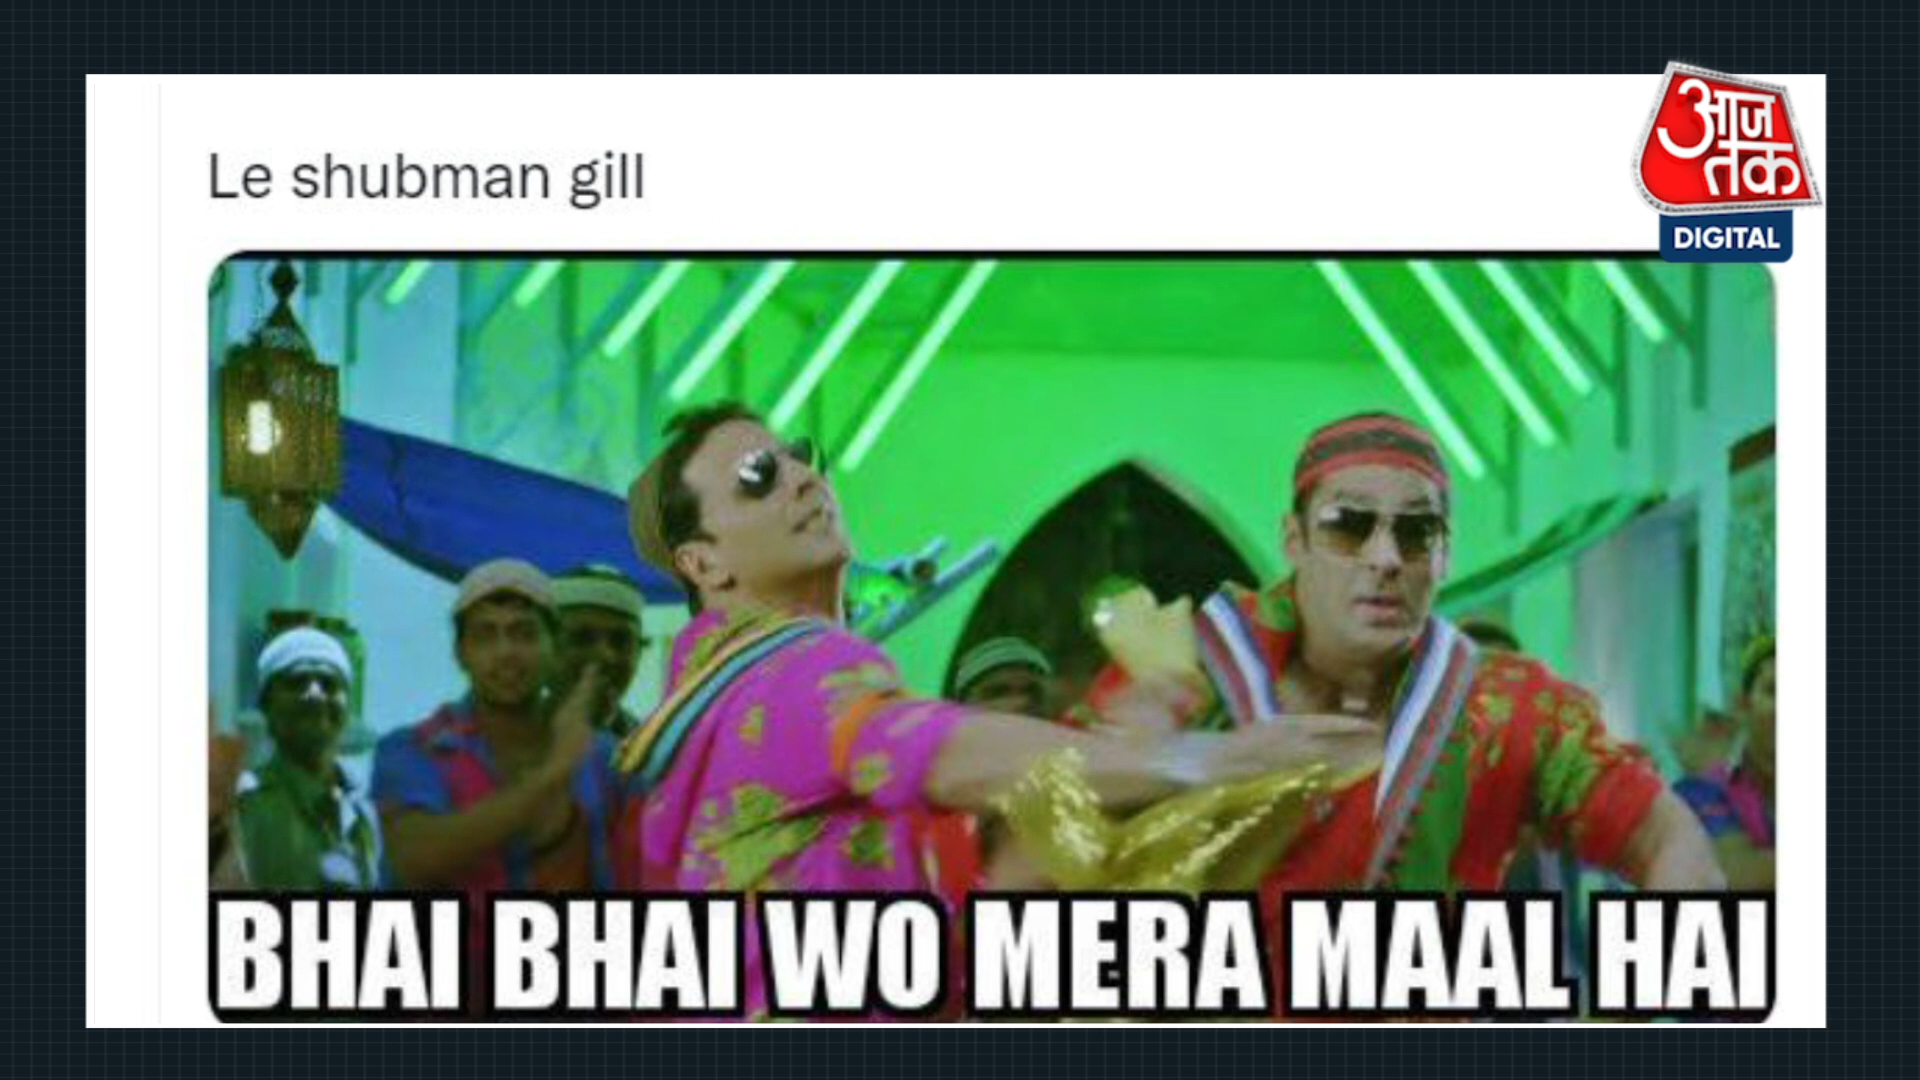 आज
तक
DIGITAL
Le shubman gill
BHAI BHAI WO MERA MAAL HAI